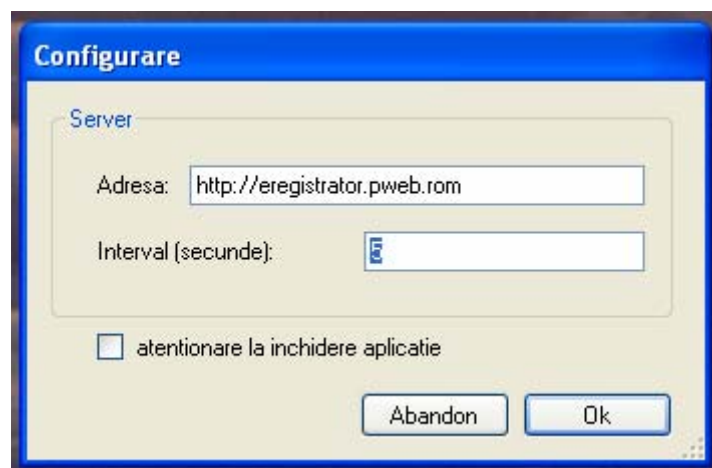 Configurare
Server
Adresa: http://eregistrator.pweb.rom
Interval (secunde): 5
atentionare la inchidere aplicatie
Abandon Ok